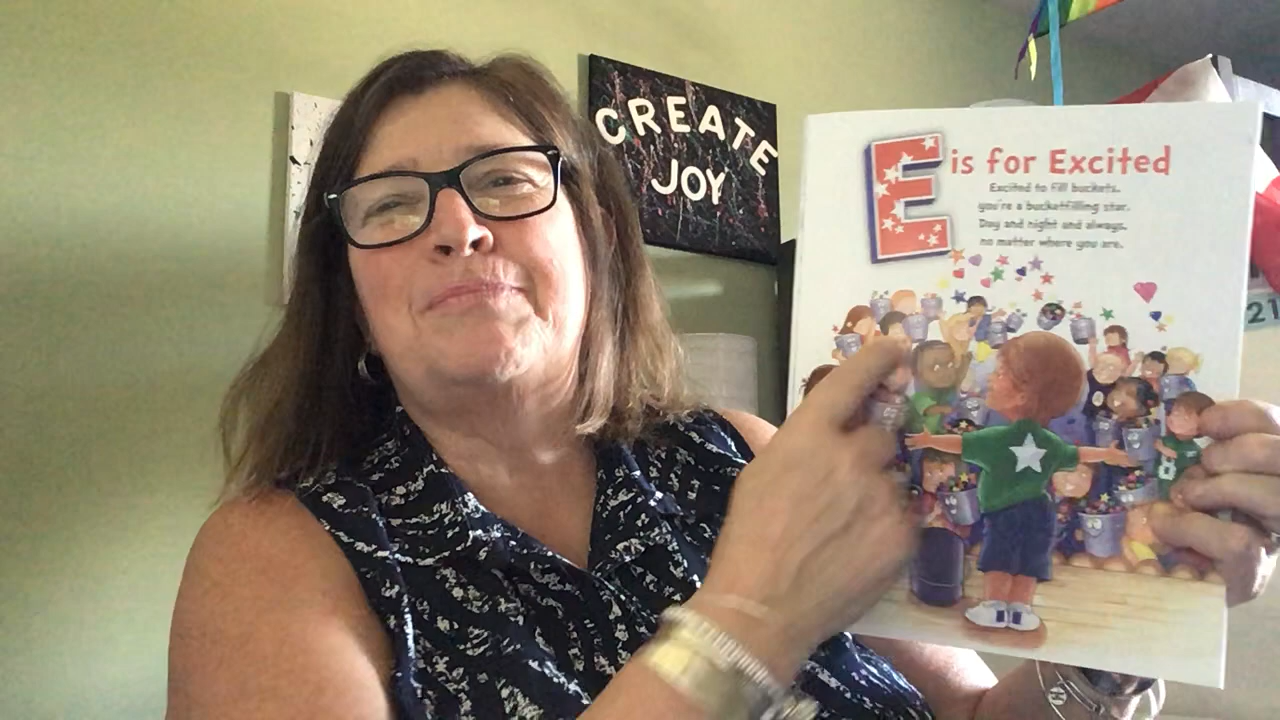 CREATE
JOY
E is for Excited
Excited to fill buckets,
you're a bucketfilling star.
Day and night and always,
no matter where you are.
21